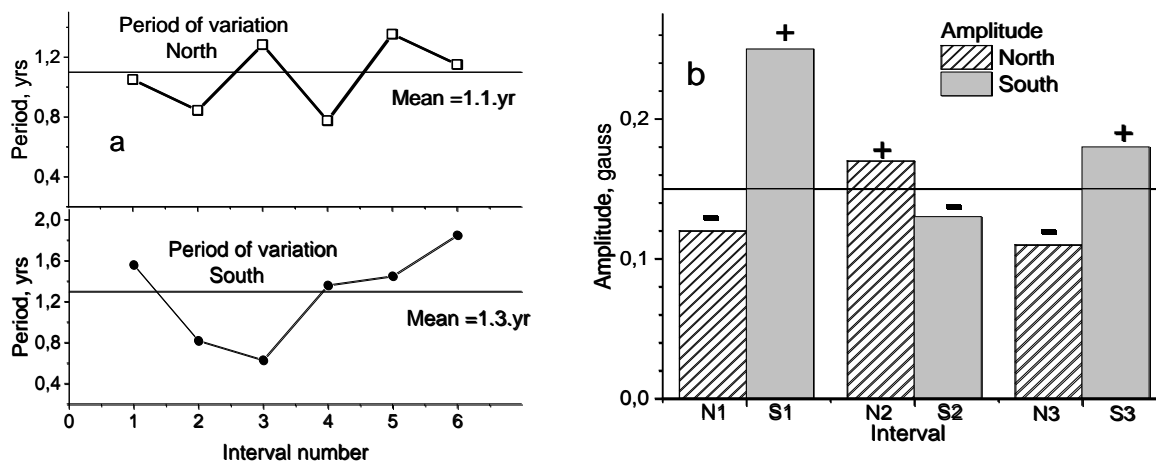 Period of variation
North
1,2
0,8
0,4
Period, yrs
Mean =1.1.yr
a
2,0
1,6
1,2
0,8
0,4
Period, yrs
Period of variation
South
Mean =1.3.yr
0 1 2 3 4 5 6
Interval number
b
Amplitude
North
South
0,2
0,1
0,0
Amplitude, gauss
- + + - - +
N1 S1 N2 S2 N3 S3
Interval